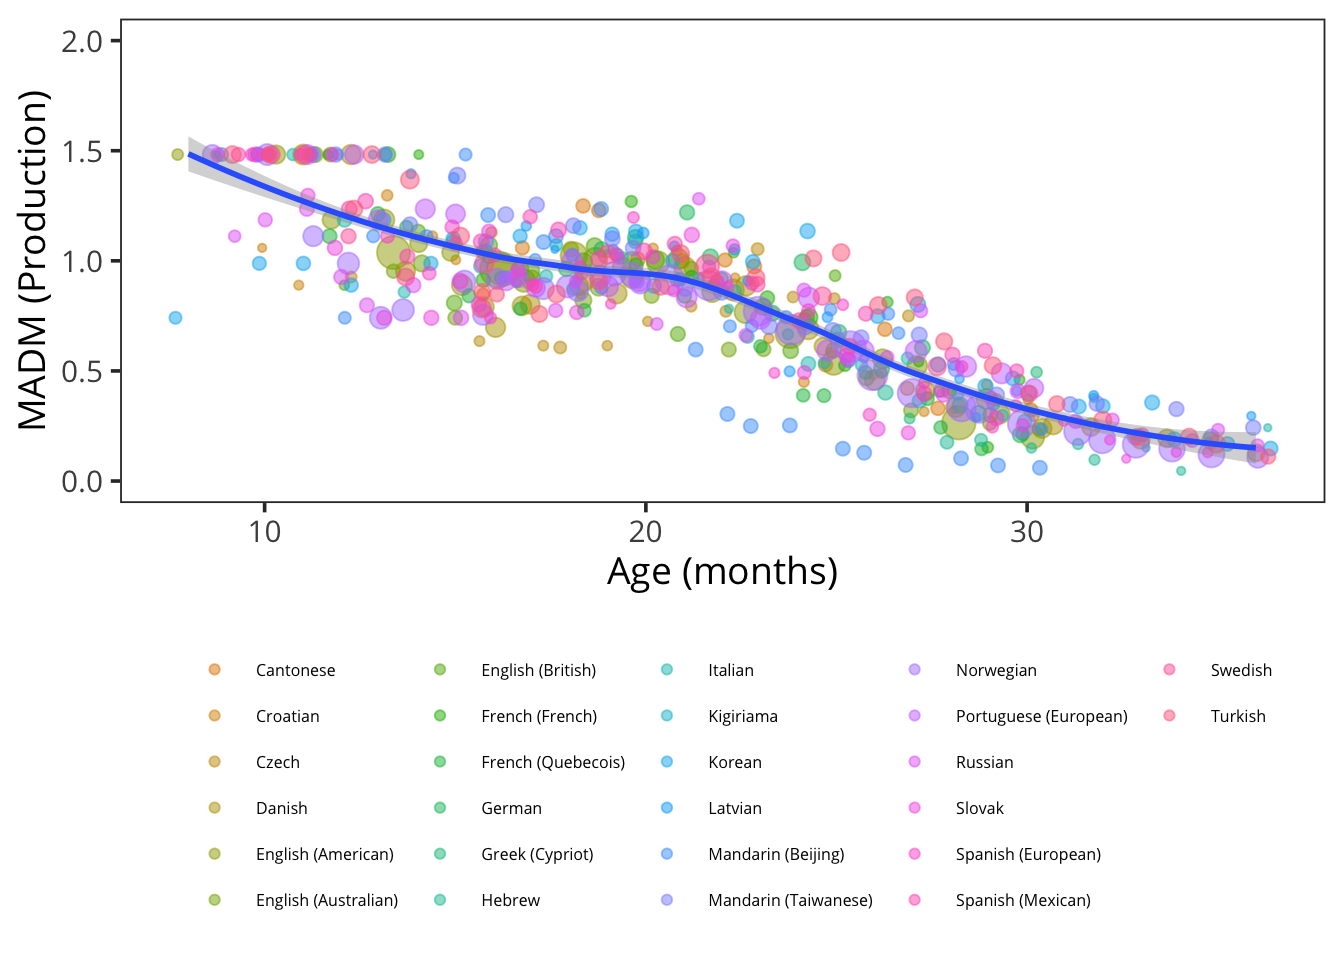 MADM (Production)
2.0
1.5
1.0
0.5
0.0
10 20 30
Age (months)
Cantonese English (British) Italian Norwegian Swedish
Croatian French (French) Kigiriama Portuguese (European) Turkish
Czech French (Quebecois) Korean Russian
Danish German Latvian Slovak
English (American) Greek (Cypriot) Mandarin (Beijing) Spanish (European)
English (Australian) Hebrew Mandarin (Taiwanese) Spanish (Mexican)